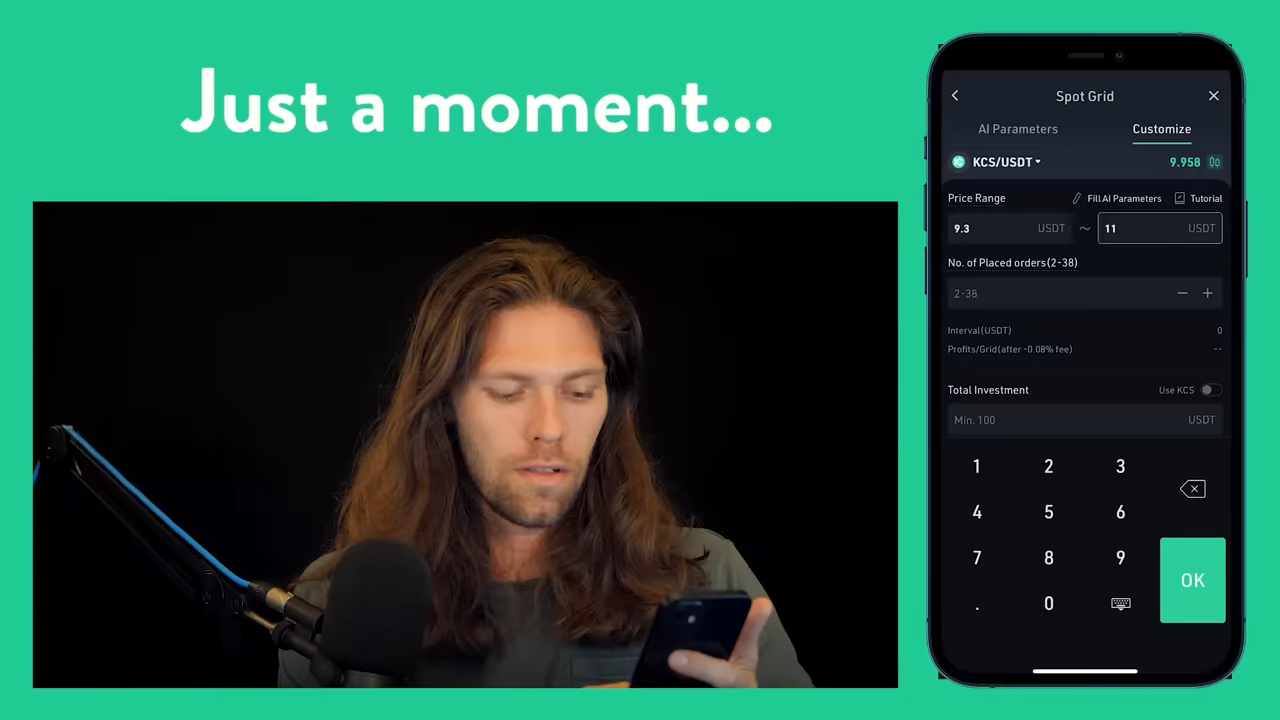 Just a moment...
Spot Grid
AI Parameters Customize
KCS/USDT 9.958
Price Range Fill AI Parameters Tutorial
9.3 USDT ~ 11 USDT
No. of Placed orders(2-38)
2-38 − +
Interval(USDT) 0
Profits/Grid(after -0.08% fee) --
Total Investment Use KCS
Min. 100 USDT
1 2 3
4 5 6
7 8 9
OK
. 0